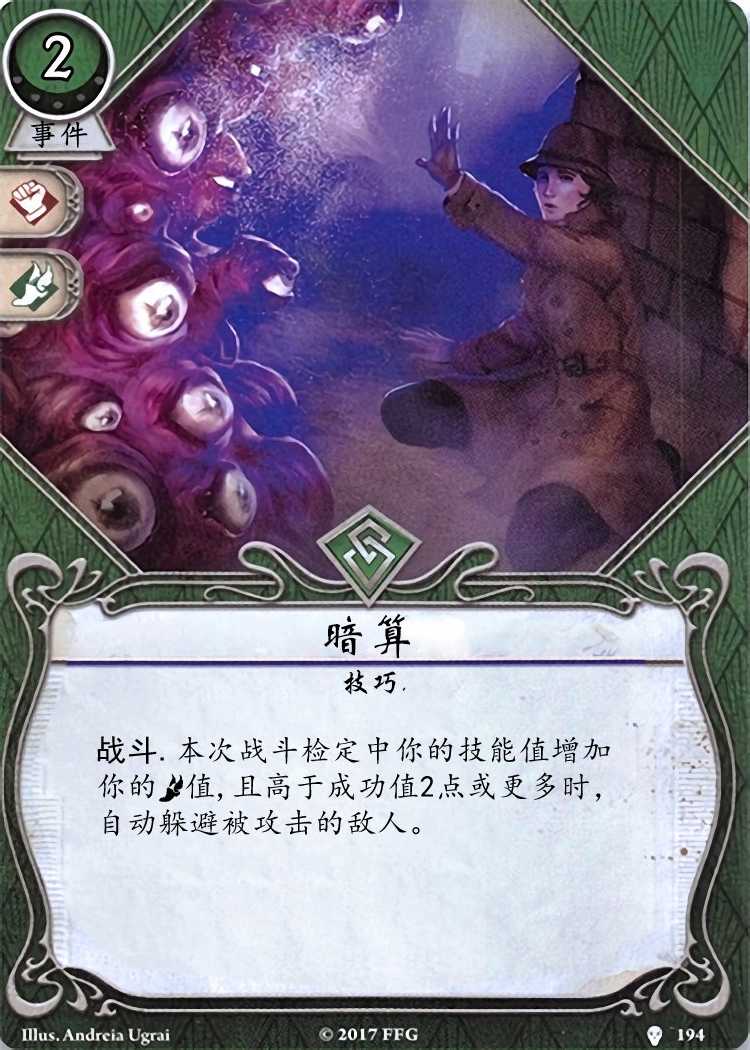 2
事件
暗算
技巧.
战斗. 本次战斗检定中你的技能值增加
你的值, 且高于成功值2点或更多时,
自动躲避被攻击的敌人。
Illus. Andreia Ugrai
© 2017 FFG
194